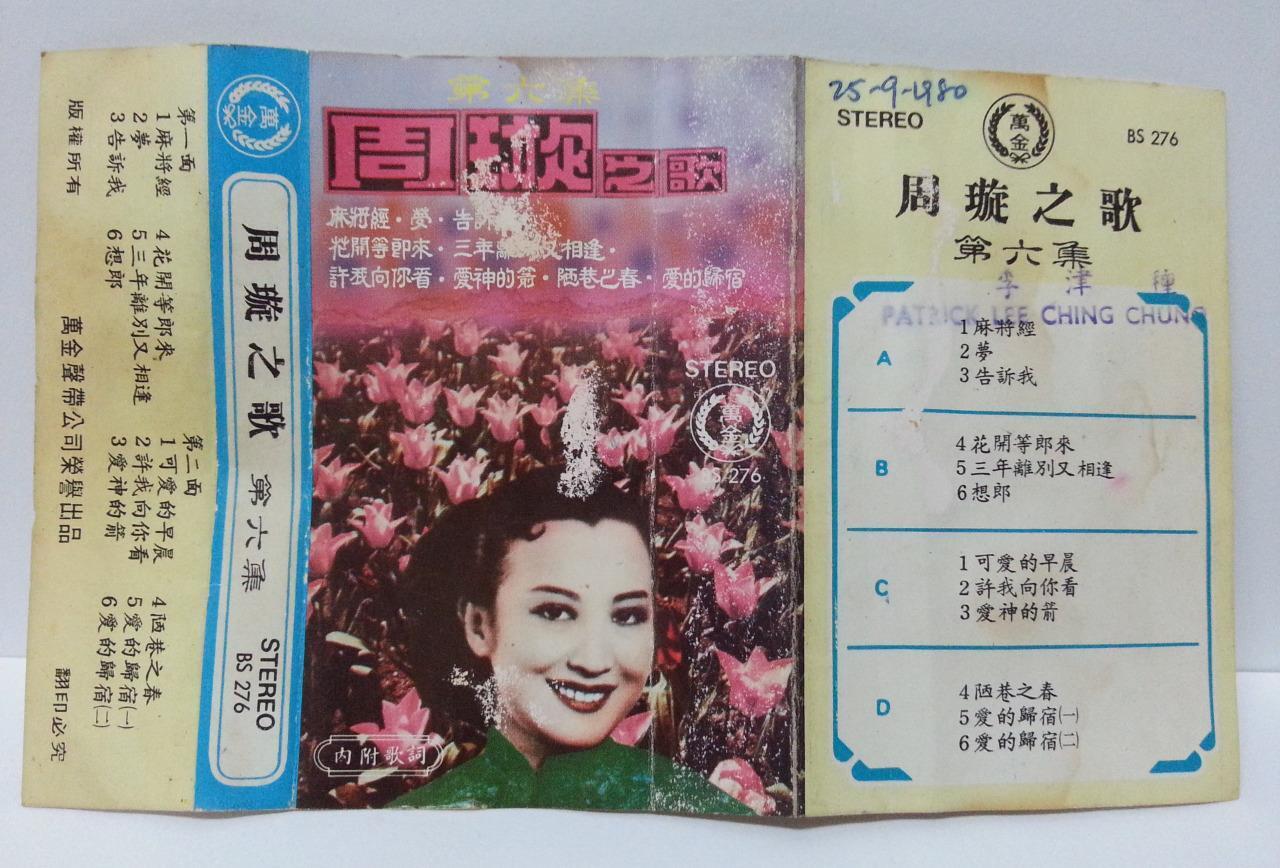 第一面
1 麻將經
2 夢
3 告訴我
4 花開等郎來
5 三年離別又相逢
6 想郎
第二面
1 可愛的早晨
2 許我向你看
3 愛神的箭
4 陋巷之春
5 愛的歸宿㈠
6 愛的歸宿㈡
版權所有
萬金聲帶公司榮譽出品
翻印必究
萬金
周璇之歌 第六集
STEREO
BS 276
第六集
周璇之歌
麻將經·夢·告訴
花開等郎來·三年離別又相逢·
許我向你看·愛神的箭·陋巷之春·愛的歸宿
STEREO
萬金
BS 276
內附歌詞
25-9-1980
STEREO
萬金
BS 276
周璇之歌
第六集
李津種
PATRICK LEE CHING CHUNG
A
1 麻將經
2 夢
3 告訴我
B
4 花開等郎來
5 三年離別又相逢
6 想郎
C
1 可愛的早晨
2 許我向你看
3 愛神的箭
D
4 陋巷之春
5 愛的歸宿㈠
6 愛的歸宿㈡